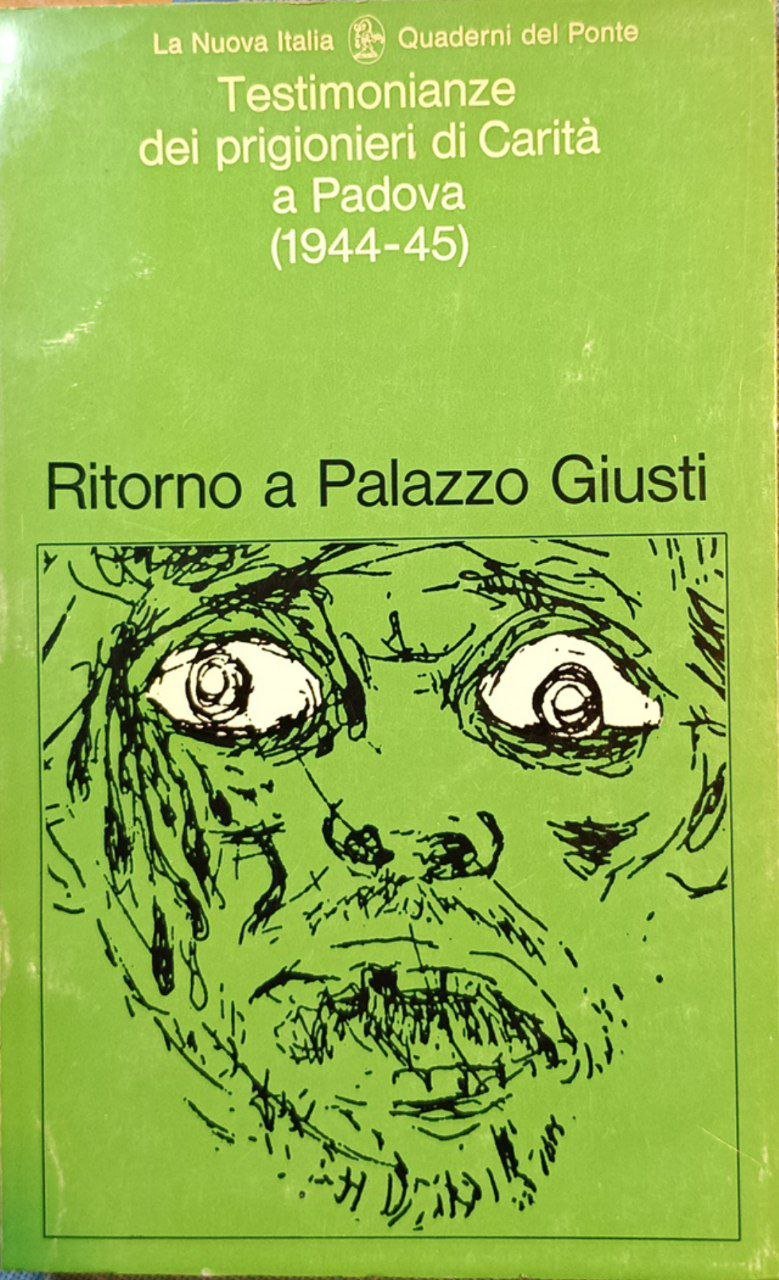 La Nuova Italia Quaderni del Ponte
Testimonianze
dei prigionieri di Carità
a Padova
(1944-45)
Ritorno a Palazzo Giusti